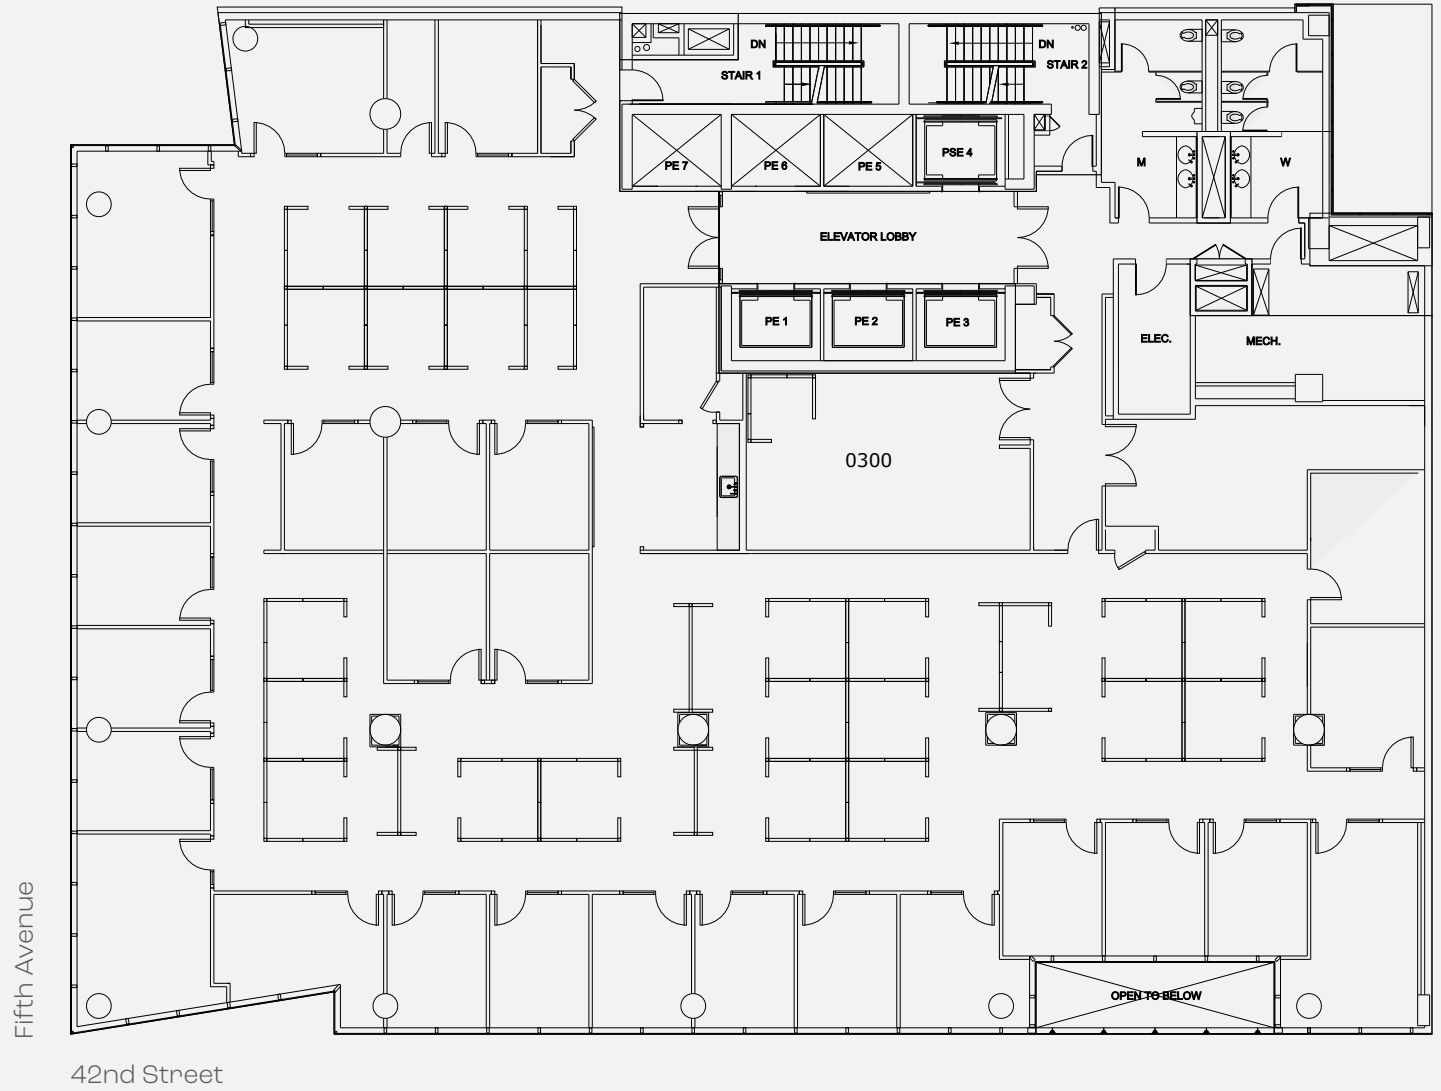 DN
DN
STAIR 1
STAIR 2
PE 7
PE 6
PE 5
PSE 4
M
W
ELEVATOR LOBBY
PE 1
PE 2
PE 3
ELEC.
MECH.
0300
OPEN TO BELOW
Fifth Avenue
42nd Street